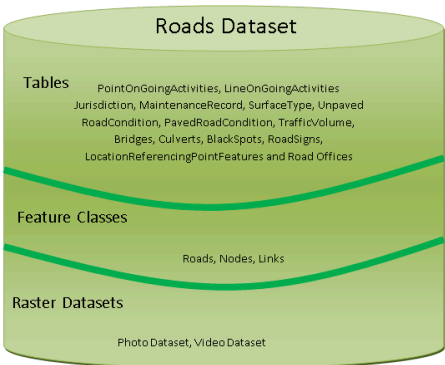 Roads Dataset
Tables
PointOnGoingActivities, LineOnGoingActivities
Jurisdiction, MaintenanceRecord, SurfaceType, Unpaved
RoadCondition, PavedRoadCondition, TrafficVolume,
Bridges, Culverts, BlackSpots, RoadSigns,
LocationReferencingPointFeatures and Road Offices
Feature Classes
Roads, Nodes, Links
Raster Datasets
Photo Dataset, Video Dataset